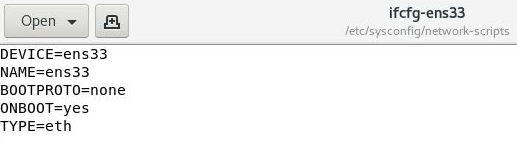 Open
ifcfg-ens33
/etc/sysconfig/network-scripts
DEVICE=ens33
NAME=ens33
BOOTPROTO=none
ONBOOT=yes
TYPE=eth